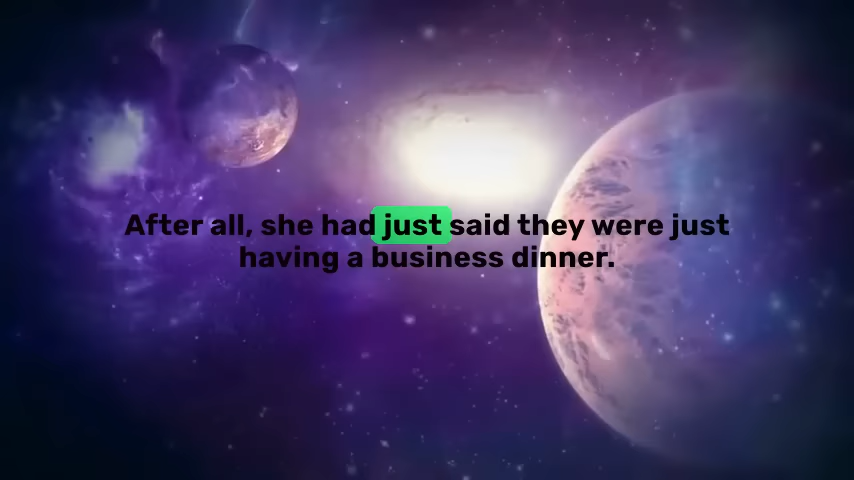 After all, she had just said they were just
having a business dinner.